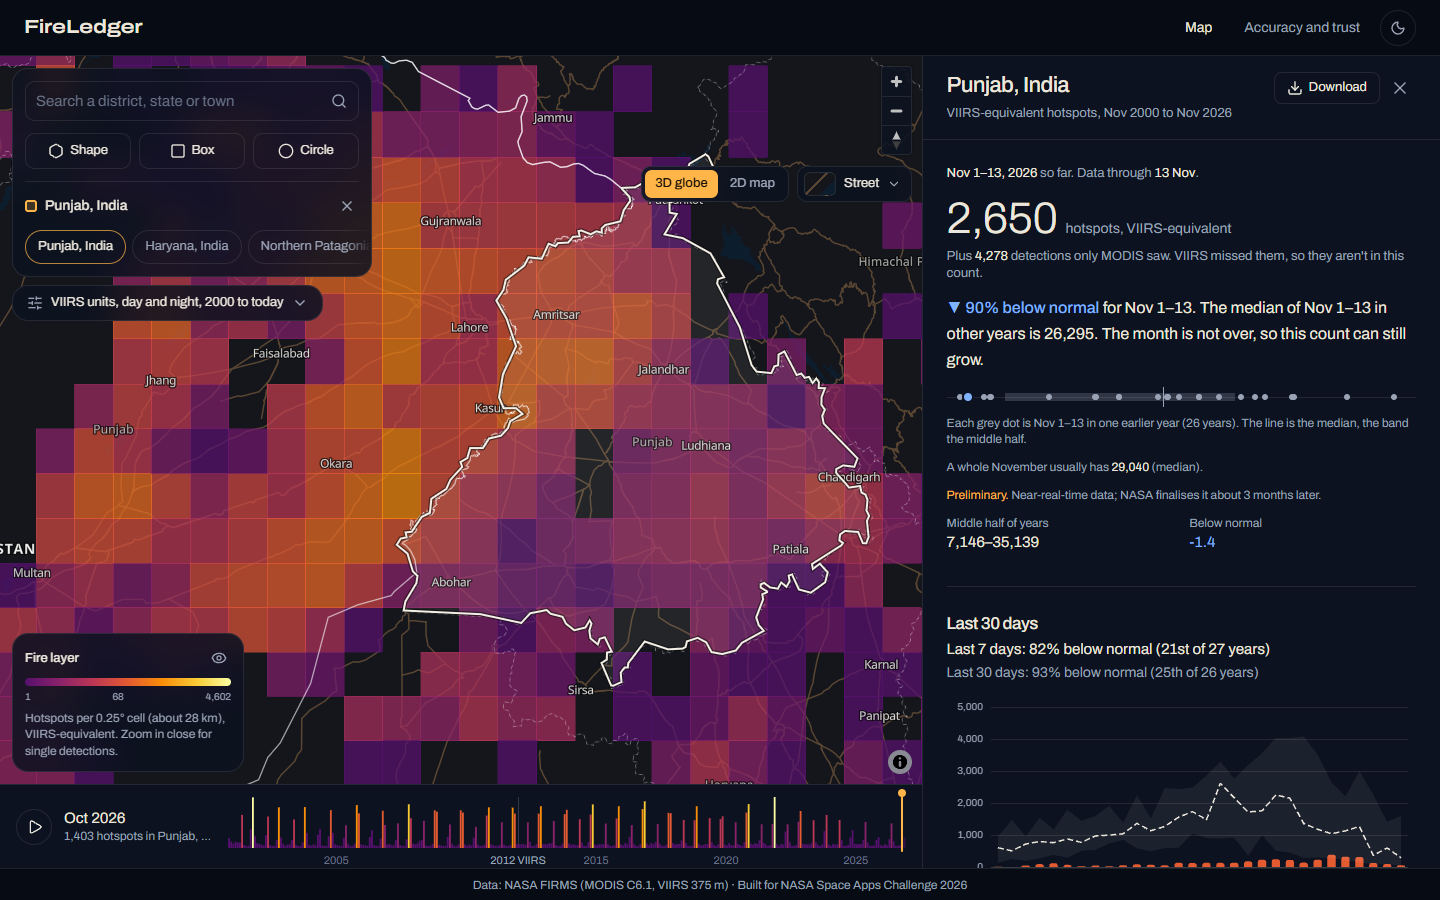 FireLedger
Map
Accuracy and trust
Search a district, state or town
Shape
Box
Circle
Punjab, India
Punjab, India
Haryana, India
Northern Patagoni
VIIRS units, day and night, 2000 to today
3D globe
2D map
Street
Jammu
Gujranwala
Himachal P
Lahore
Amritsar
Faisalabad
Jhang
Jalandhar
Kasur
Punjab
Punjab
Ludhiana
Okara
Chandigarh
STAN
Multan
Patiala
Abohar
Karnal
Sirsa
Panipat
Haryana
Fire layer
1
68
4,602
Hotspots per 0.25° cell (about 28 km),
VIIRS-equivalent. Zoom in close for
single detections.
Oct 2026
1,403 hotspots in Punjab, ...
2005
2012 VIIRS
2015
2020
2025
Punjab, India
Download
VIIRS-equivalent hotspots, Nov 2000 to Nov 2026
Nov 1–13, 2026 so far. Data through 13 Nov.
2,650 hotspots, VIIRS-equivalent
Plus 4,278 detections only MODIS saw. VIIRS missed them, so they aren't in this
count.
▼ 90% below normal for Nov 1–13. The median of Nov 1–13 in
other years is 26,295. The month is not over, so this count can still
grow.
Each grey dot is Nov 1–13 in one earlier year (26 years). The line is the median, the band
the middle half.
A whole November usually has 29,040 (median).
Preliminary. Near-real-time data; NASA finalises it about 3 months later.
Middle half of years
Below normal
7,146–35,139
-1.4
Last 30 days
Last 7 days: 82% below normal (21st of 27 years)
Last 30 days: 93% below normal (25th of 26 years)
5,000
4,000
3,000
2,000
1,000
0
Data: NASA FIRMS (MODIS C6.1, VIIRS 375 m) · Built for NASA Space Apps Challenge 2026